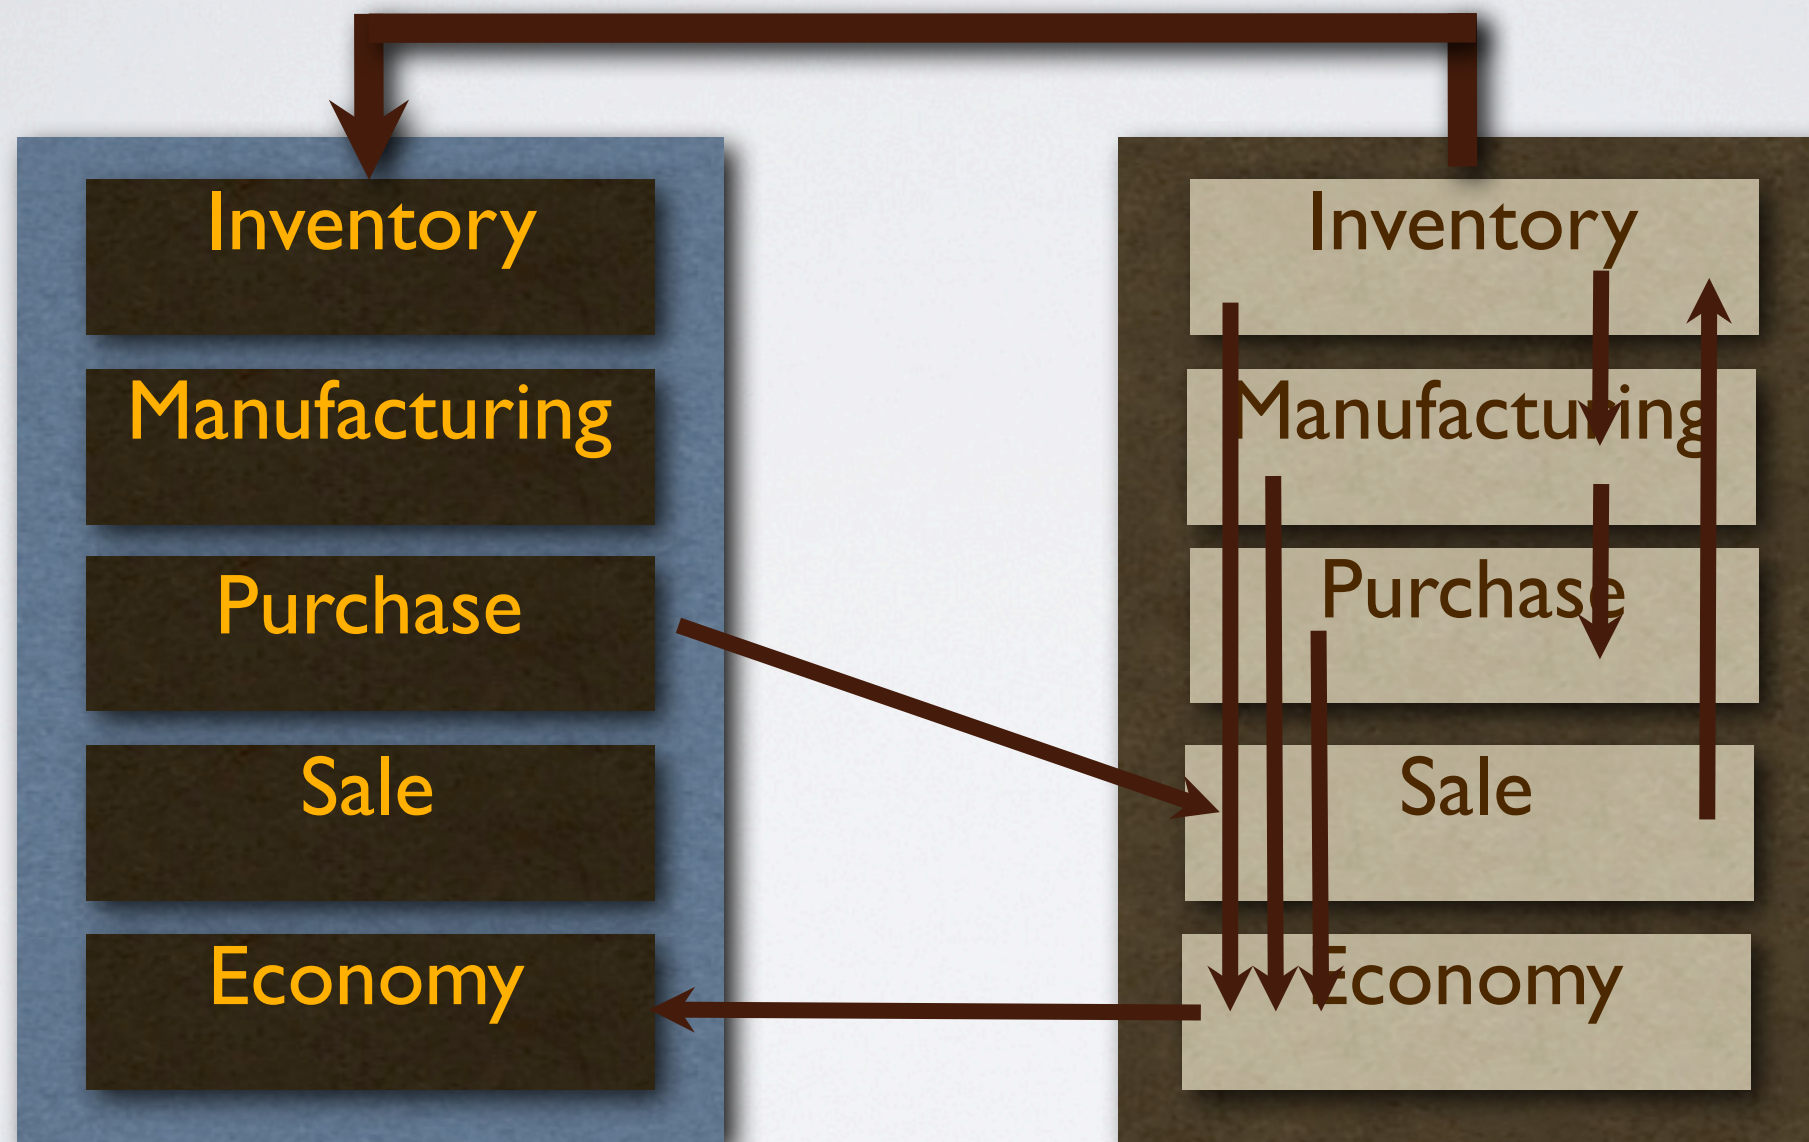 Inventory
Manufacturing
Purchase
Sale
Economy
Inventory
Manufacturing
Purchase
Sale
Economy